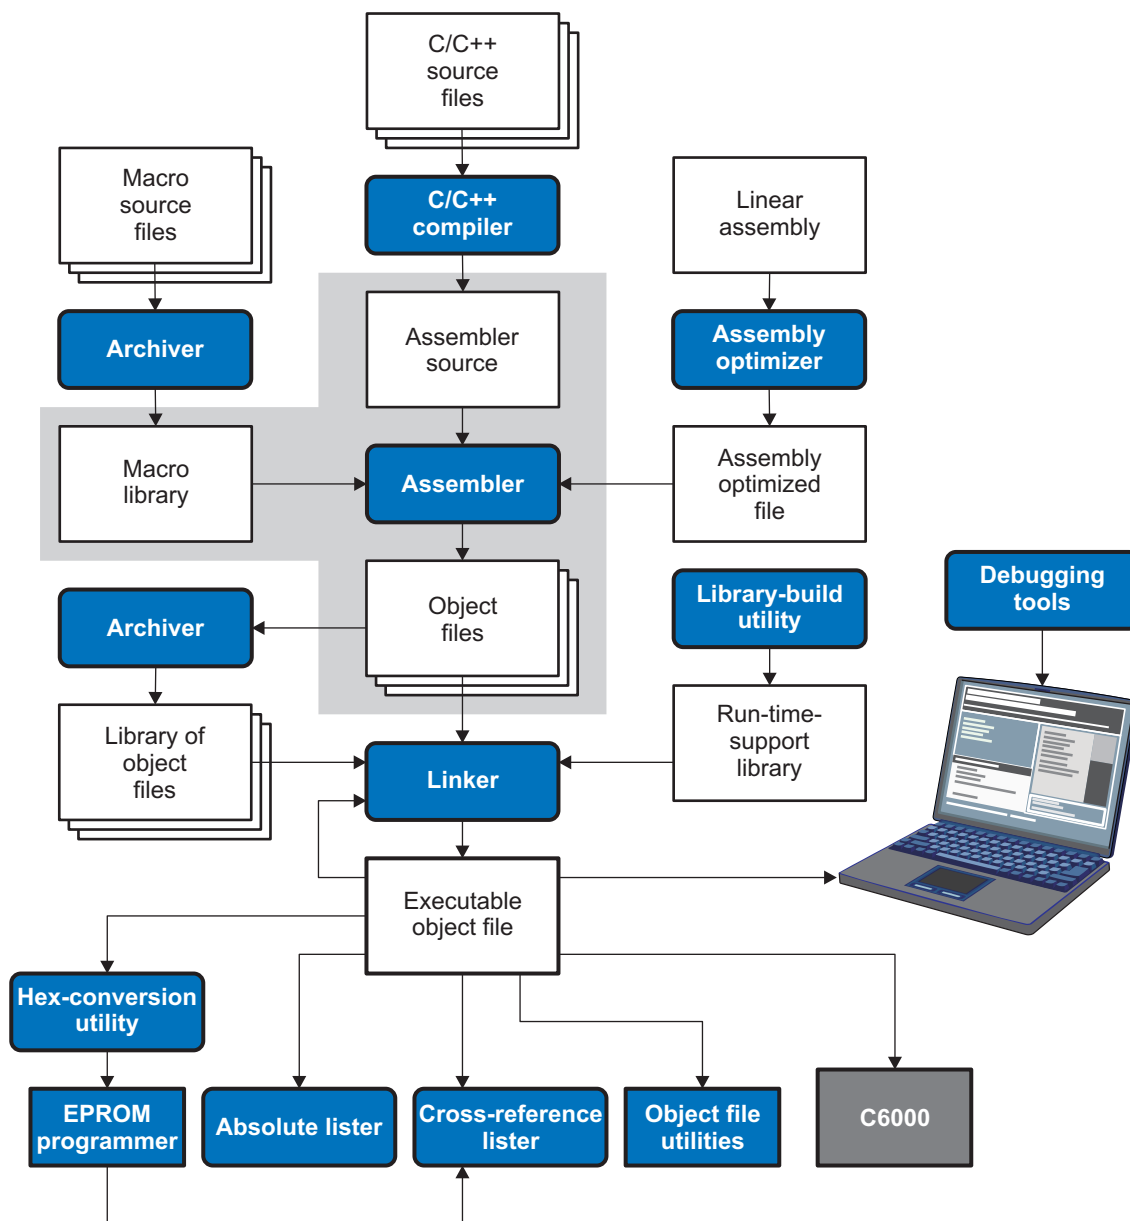 C/C++
source
files
Macro
source
files
C/C++
compiler
Linear
assembly
Archiver
Assembler
source
Assembly
optimizer
Macro
library
Assembler
Assembly
optimized
file
Archiver
Object
files
Library-build
utility
Debugging
tools
Library of
object
files
Linker
Run-time-
support
library
Executable
object file
Hex-conversion
utility
EPROM
programmer
Absolute lister
Cross-reference
lister
Object file
utilities
C6000